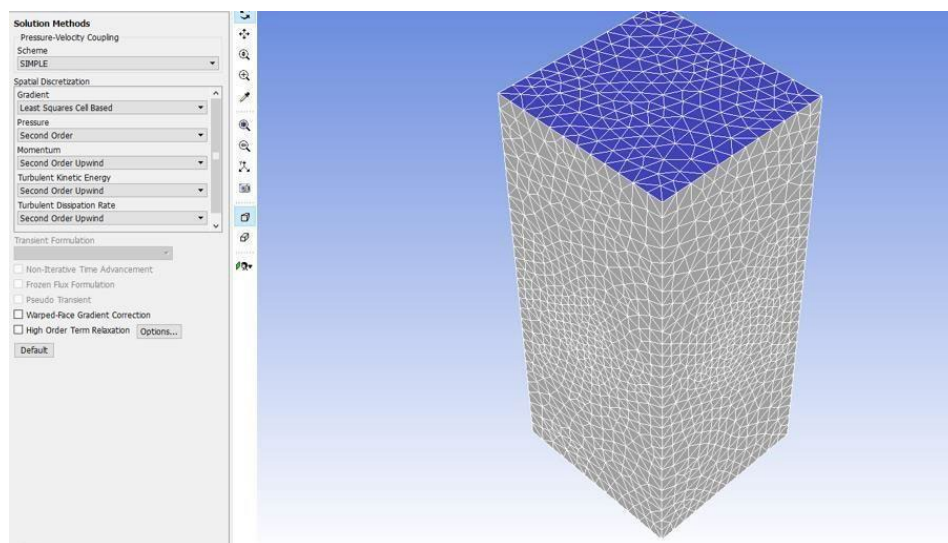 Solution Methods
Pressure-Velocity Coupling
Scheme
SIMPLE
Spatial Discretization
Gradient
Least Squares Cell Based
Pressure
Second Order
Momentum
Second Order Upwind
Turbulent Kinetic Energy
Second Order Upwind
Turbulent Dissipation Rate
Second Order Upwind
Transient Formulation
Non-Iterative Time Advancement
Frozen Flux Formulation
Pseudo Transient
Warped-Face Gradient Correction
High Order Term Relaxation Options...
Default